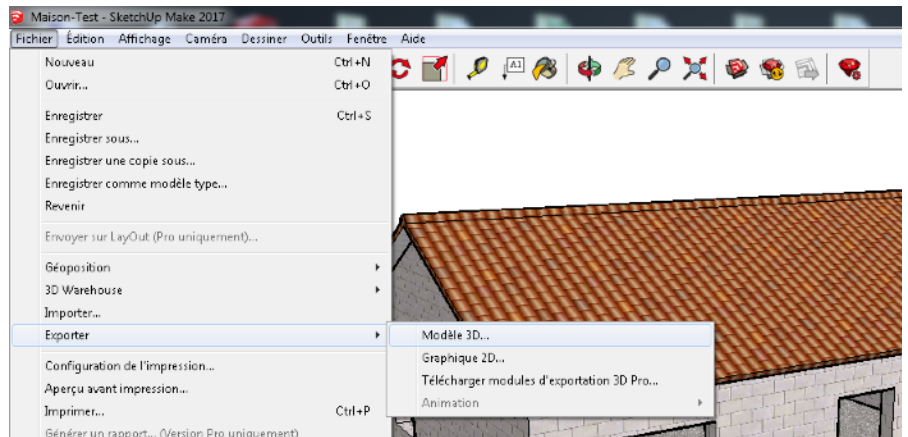 Maison-Test - SketchUp Make 2017
Fichier Édition Affichage Caméra Dessiner Outils Fenêtre Aide
Nouveau Ctrl+N
Ouvrir... Ctrl+O
Enregistrer Ctrl+S
Enregistrer sous...
Enregistrer une copie sous...
Enregistrer comme modèle type...
Revenir
Envoyer sur LayOut (Pro uniquement)...
Géoposition
3D Warehouse
Importer...
Exporter
Modèle 3D...
Graphique 2D...
Télécharger modules d'exportation 3D Pro...
Animation
Configuration de l'impression...
Aperçu avant impression...
Imprimer... Ctrl+P
Générer un rapport... (Version Pro uniquement)
A1